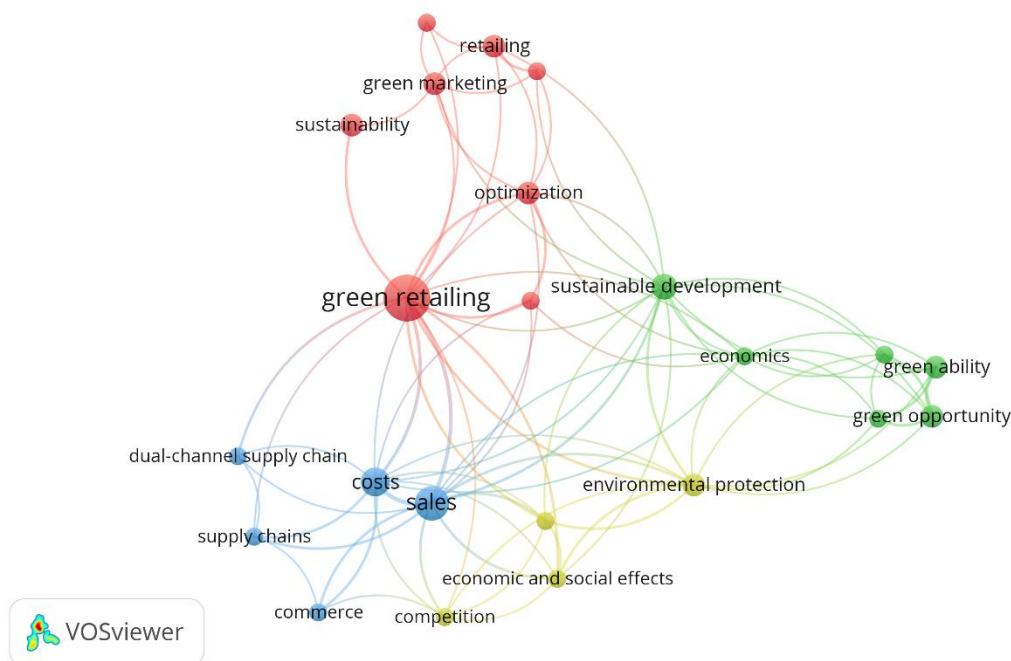 retailing
green marketing
sustainability
optimization
sustainable development
green retailing
economics
green ability
green opportunity
dual-channel supply chain
costs
environmental protection
sales
supply chains
economic and social effects
commerce
competition
VOSviewer